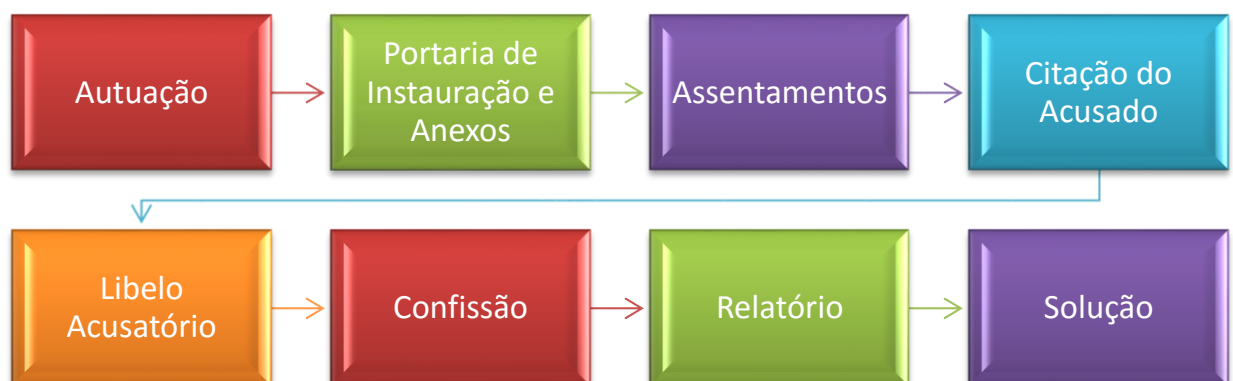 Autuação
Portaria de
Instauração e
Anexos
Assentamentos
Citação do
Acusado
Libelo
Acusatório
Confissão
Relatório
Solução